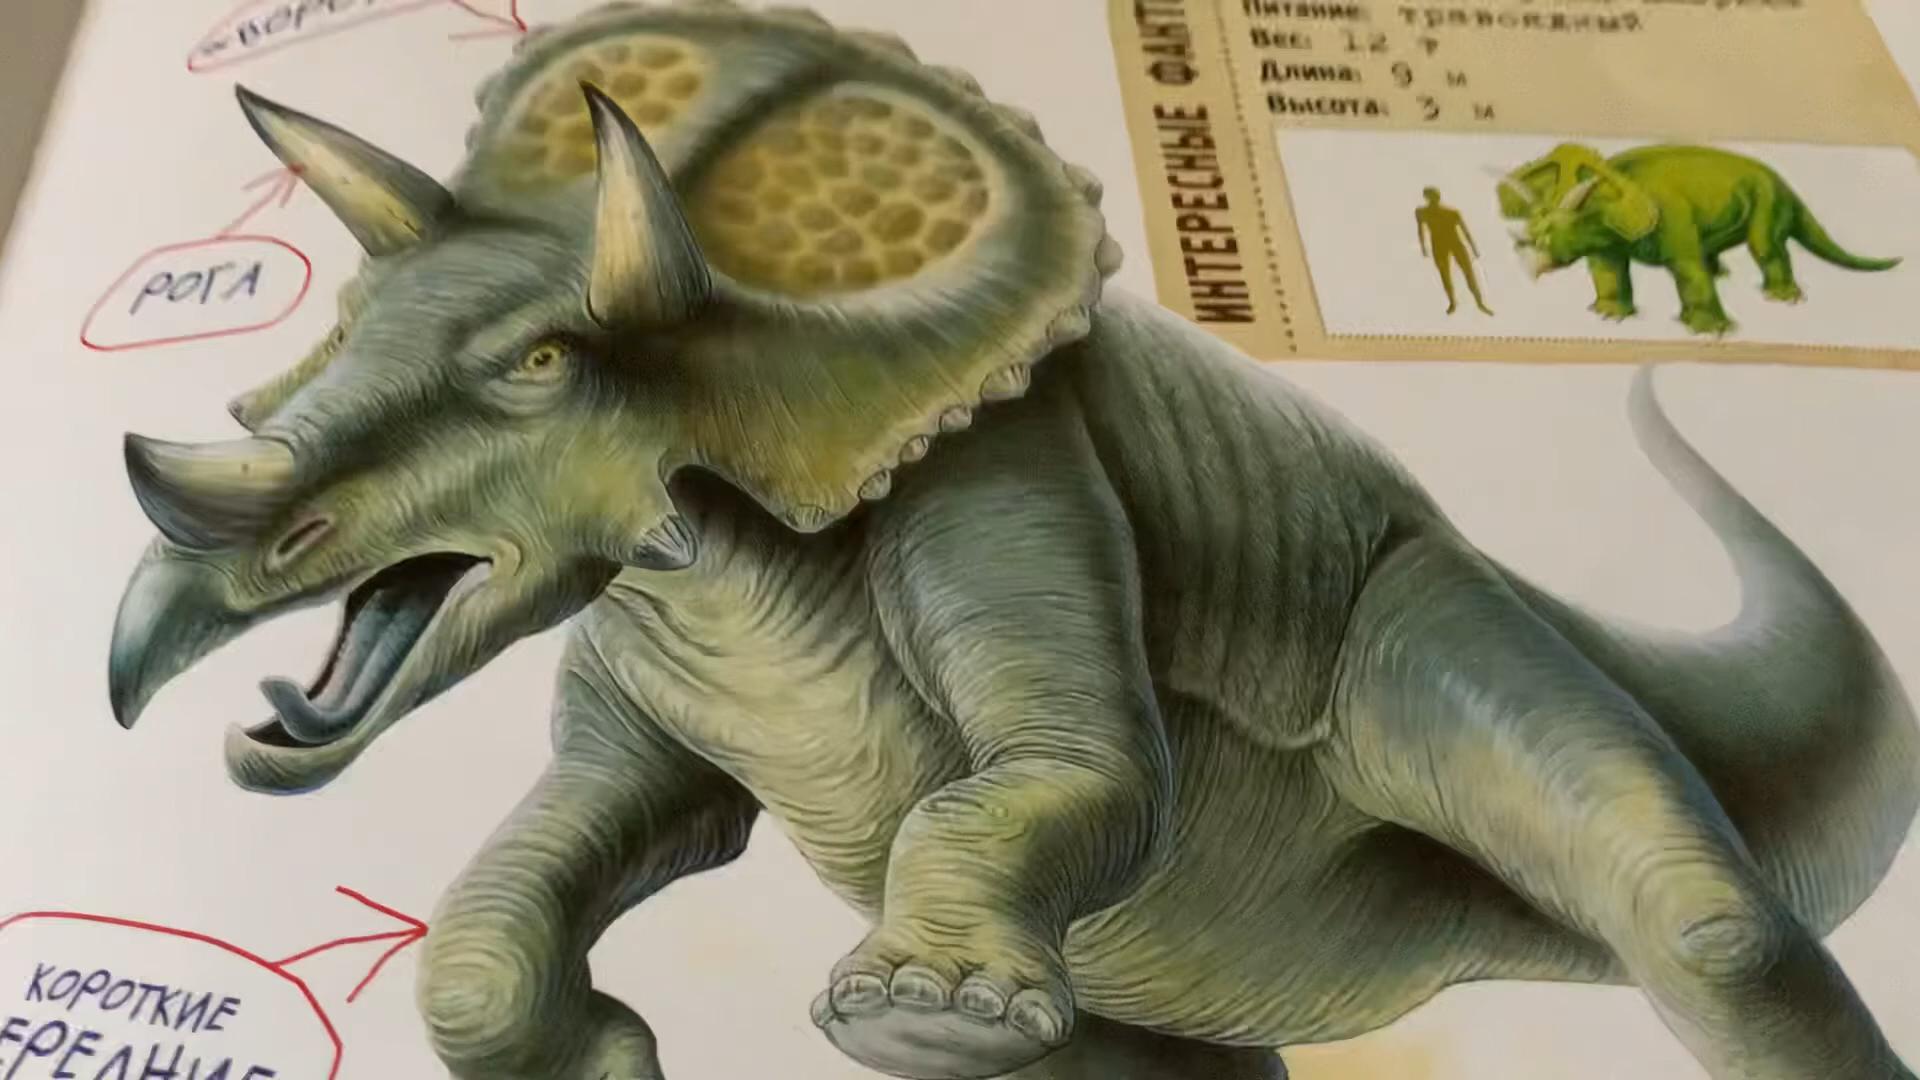 Питание: травоядный
Вес: 12 т
Длина: 9 м
Высота: 3 м
ИНТЕРЕСНЫЕ
РОГА
КОРОТКИЕ